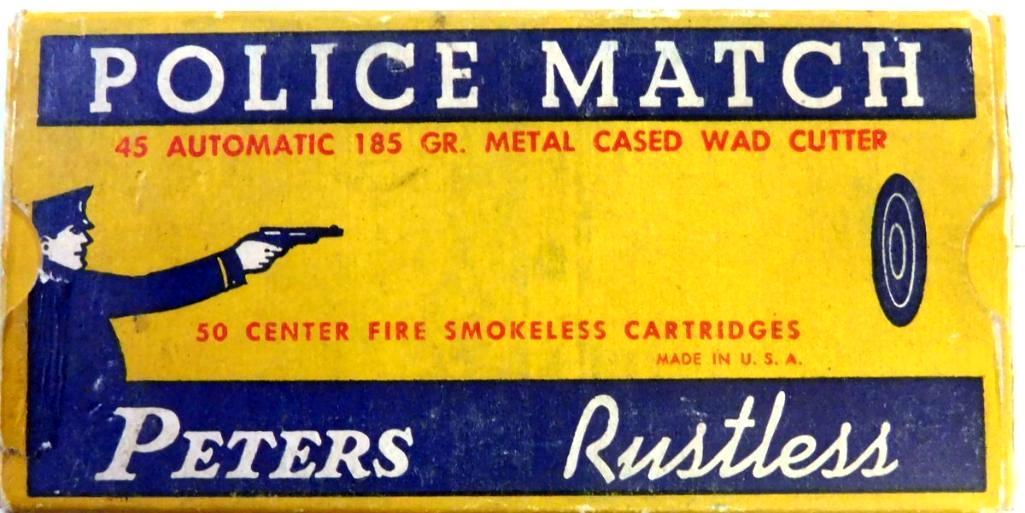 POLICE MATCH
45 AUTOMATIC 185 GR. METAL CASED WAD CUTTER
50 CENTER FIRE SMOKELESS CARTRIDGES
MADE IN U. S. A.
PETERS Rustless